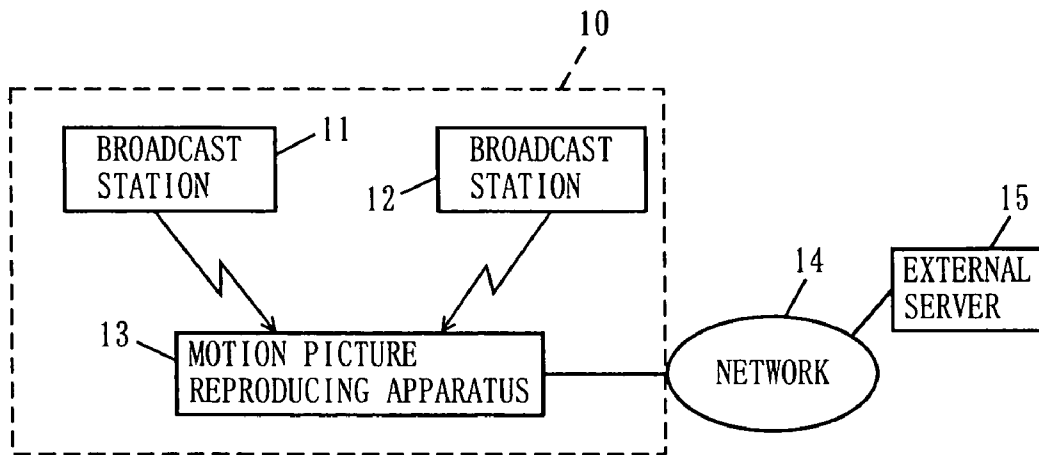 10
BROADCAST
STATION
11
BROADCAST
STATION
12
15
EXTERNAL
SERVER
14
NETWORK
13
MOTION PICTURE
REPRODUCING APPARATUS